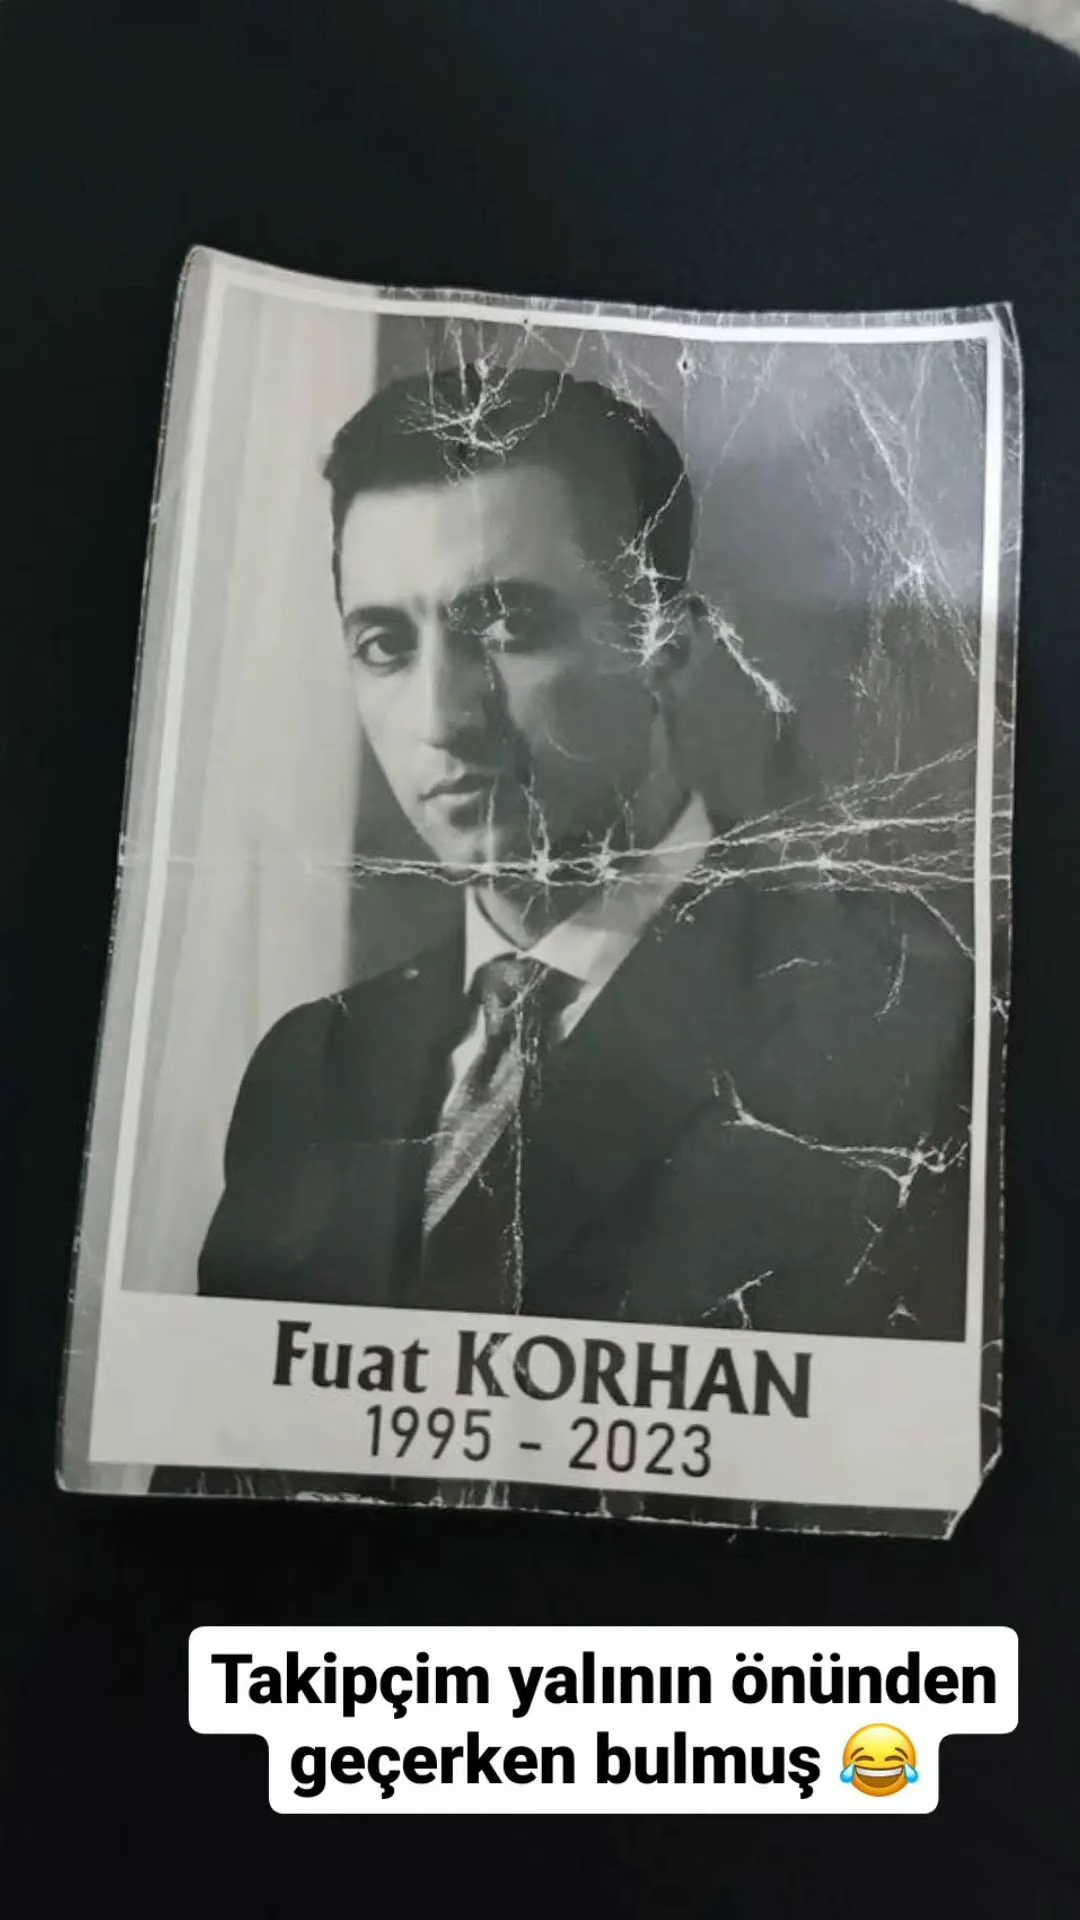 Fuat KORHAN
1995 - 2023
Takipçim yalının önünden
geçerken bulmuş 😂